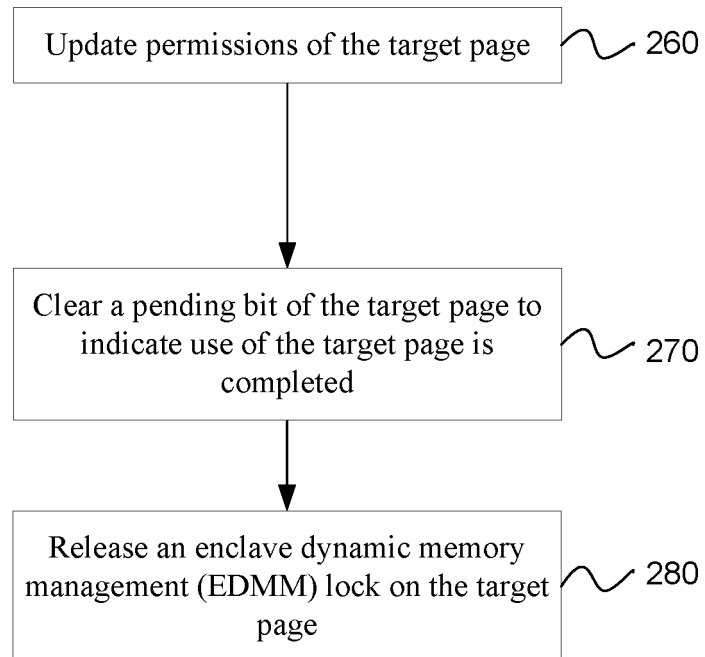 Update permissions of the target page
260
Clear a pending bit of the target page to
indicate use of the target page is
completed
270
Release an enclave dynamic memory
management (EDMM) lock on the target
page
280